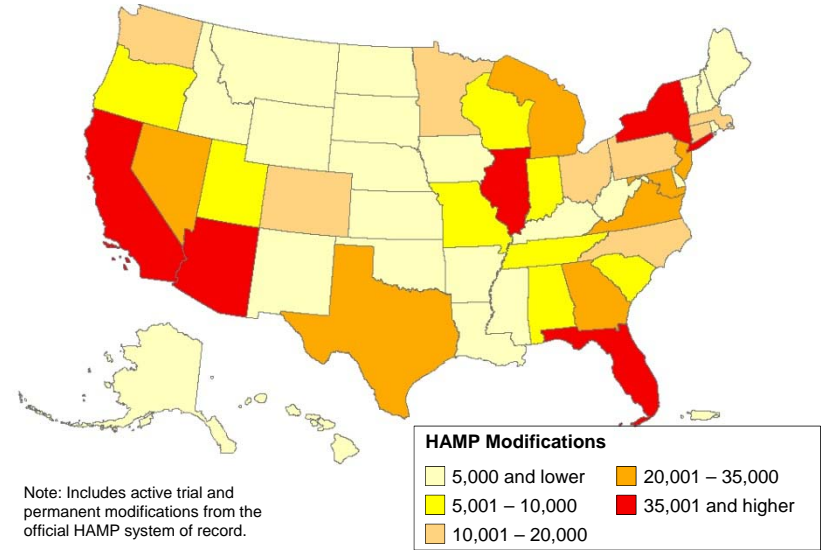 HAMP Modifications
5,000 and lower
20,001 – 35,000
5,001 – 10,000
35,001 and higher
10,001 – 20,000
Note: Includes active trial and
permanent modifications from the
official HAMP system of record.